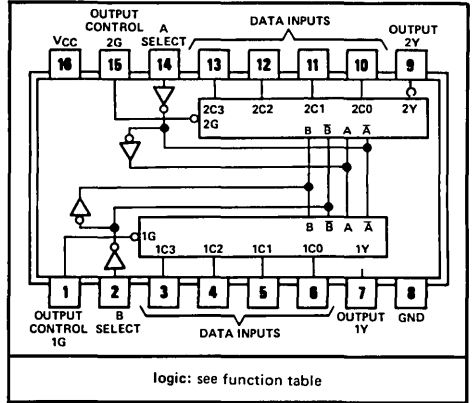 OUTPUT CONTROL 2G
A SELECT
DATA INPUTS
OUTPUT 2Y
VCC
16 15 14 13 12 11 10 9
2C3 2C2 2C1 2C0 2Y
2G
B B̅ A A̅
B B̅ A A̅
1G
1C3 1C2 1C1 1C0 1Y
1 2 3 4 5 6 7 8
OUTPUT CONTROL 1G
B SELECT
DATA INPUTS
OUTPUT 1Y
GND
logic: see function table